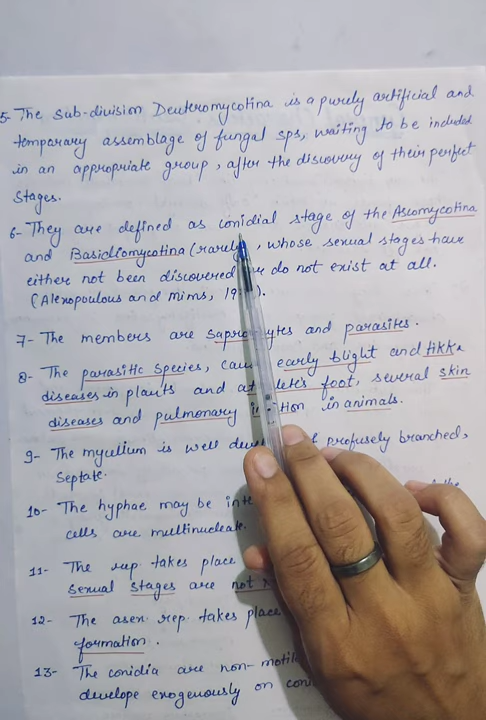 5- The sub-division Deuteromycotina is a purely artificial and
temporary assemblage of fungal sps, waiting to be included
in an appropriate group, after the discovery of their perfect
stages.
6- They are defined as conidial stage of the Ascomycotina
and Basidiomycotina (rarely), whose sexual stages have
either not been discovered or do not exist at all.
(Alexopoulous and mims, 19
7- The members are saprophytes and parasites.
8- The parasitic species, early blight and tikka
diseases in plants and athlete's foot, several skin
diseases and pulmonary in animals.
9- The mycelium is well profusely branched,
Septate.
10- The hyphae may be the
cells are multinucleate.
11- The rep takes place
sexual stages are not
12- The asex rep takes place
formation.
13- The conidia are non-motile
develope exogenously on